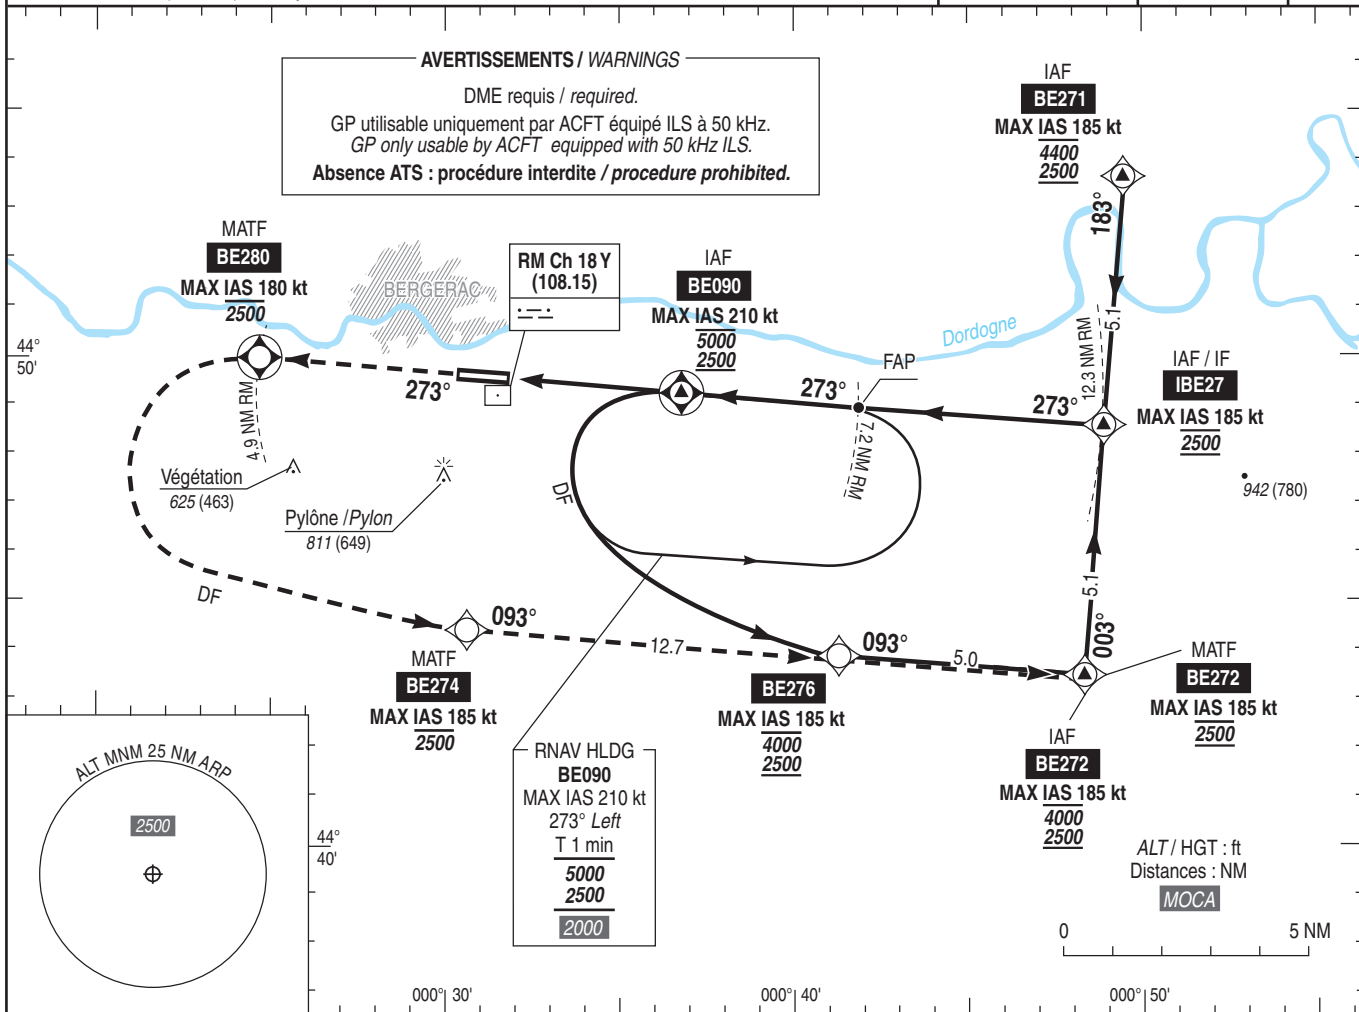 AVERTISSEMENTS / WARNINGS
DME requis / required.
GP utilisable uniquement par ACFT équipé ILS à 50 kHz.
GP only usable by ACFT equipped with 50 kHz ILS.
Absence ATS : procédure interdite / procedure prohibited.
IAF
BE271
MAX IAS 185 kt
4400
2500
183°
5.1
12.3 NM RM
MATF
BE280
MAX IAS 180 kt
2500
4.9 NM RM
BERGERAC
RM Ch 18 Y
(108.15)
IAF
BE090
MAX IAS 210 kt
5000
2500
Dordogne
FAP
44°
50'
273°
273°
273°
7.2 NM RM
IAF / IF
IBE27
MAX IAS 185 kt
2500
942 (780)
Végétation
625 (463)
Pylône / Pylon
811 (649)
DF
DF
093°
12.7
093°
5.0
5.1
003°
MATF
BE274
MAX IAS 185 kt
2500
BE276
MAX IAS 185 kt
4000
2500
MATF
BE272
MAX IAS 185 kt
2500
IAF
BE272
MAX IAS 185 kt
4000
2500
RNAV HLDG
BE090
MAX IAS 210 kt
273° Left
T 1 min
5000
2500
2000
ALT MNM 25 NM ARP
2500
44°
40'
ALT / HGT : ft
Distances : NM
MOCA
0
5 NM
000° 30'
000° 40'
000° 50'